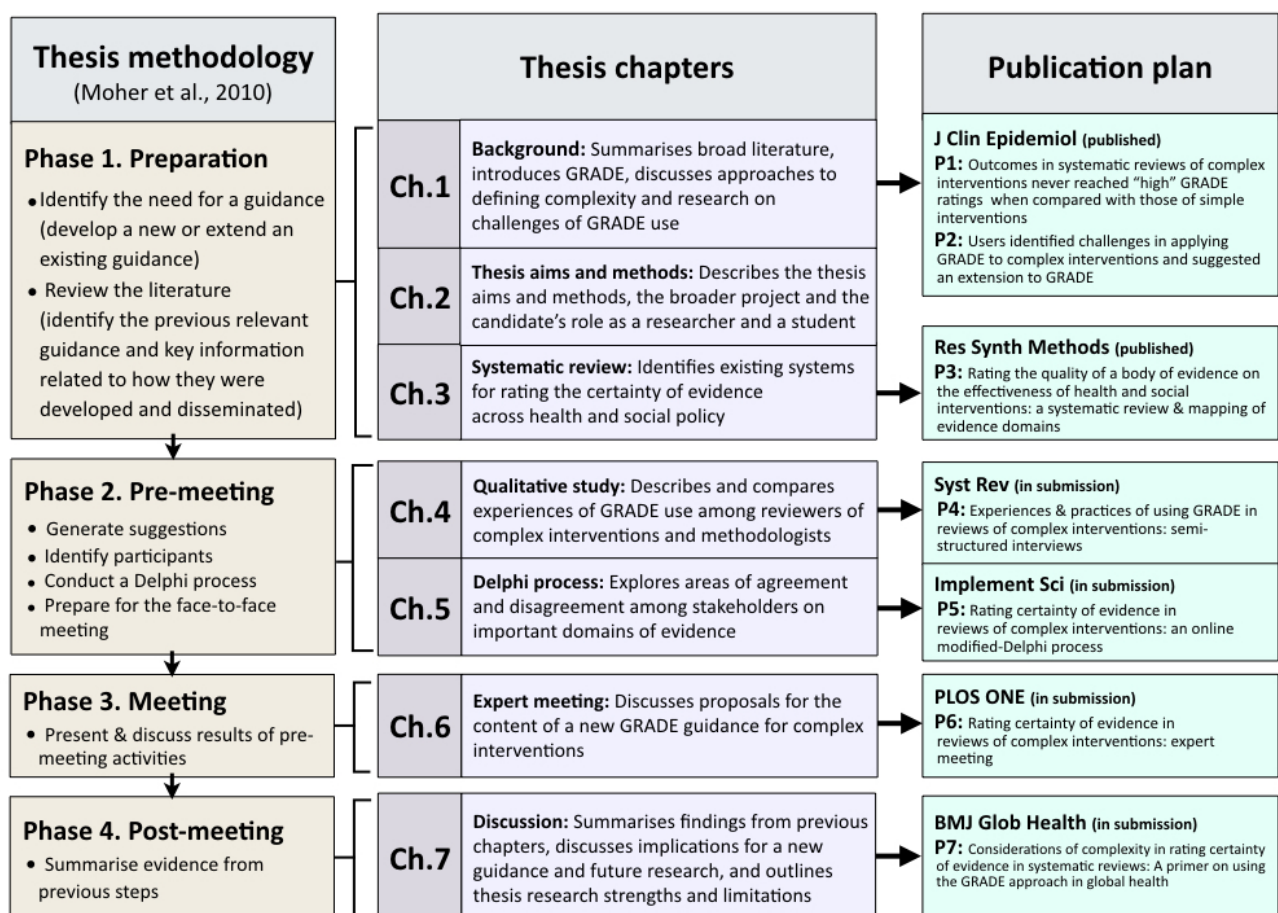 Thesis methodology
(Moher et al., 2010)
Phase 1. Preparation
• Identify the need for a guidance
(develop a new or extend an
existing guidance)
• Review the literature
(identify the previous relevant
guidance and key information
related to how they were
developed and disseminated)
Phase 2. Pre-meeting
• Generate suggestions
• Identify participants
• Conduct a Delphi process
• Prepare for the face-to-face
meeting
Phase 3. Meeting
• Present & discuss results of pre-
meeting activities
Phase 4. Post-meeting
• Summarise evidence from
previous steps
Thesis chapters
Ch.1
Background: Summarises broad literature,
introduces GRADE, discusses approaches to
defining complexity and research on
challenges of GRADE use
Ch.2
Thesis aims and methods: Describes the thesis
aims and methods, the broader project and the
candidate's role as a researcher and a student
Ch.3
Systematic review: Identifies existing systems
for rating the certainty of evidence
across health and social policy
Ch.4
Qualitative study: Describes and compares
experiences of GRADE use among reviewers of
complex interventions and methodologists
Ch.5
Delphi process: Explores areas of agreement
and disagreement among stakeholders on
important domains of evidence
Ch.6
Expert meeting: Discusses proposals for the
content of a new GRADE guidance for complex
interventions
Ch.7
Discussion: Summarises findings from previous
chapters, discusses implications for a new
guidance and future research, and outlines
thesis research strengths and limitations
Publication plan
J Clin Epidemiol (published)
P1: Outcomes in systematic reviews of complex
interventions never reached “high” GRADE
ratings when compared with those of simple
interventions
P2: Users identified challenges in applying
GRADE to complex interventions and suggested
an extension to GRADE
Res Synth Methods (published)
P3: Rating the quality of a body of evidence on
the effectiveness of health and social
interventions: a systematic review & mapping of
evidence domains
Syst Rev (in submission)
P4: Experiences & practices of using GRADE in
reviews of complex interventions: semi-
structured interviews
Implement Sci (in submission)
P5: Rating certainty of evidence in
reviews of complex interventions: an online
modified-Delphi process
PLOS ONE (in submission)
P6: Rating certainty of evidence in
reviews of complex interventions: expert
meeting
BMJ Glob Health (in submission)
P7: Considerations of complexity in rating certainty
of evidence in systematic reviews: A primer on using
the GRADE approach in global health